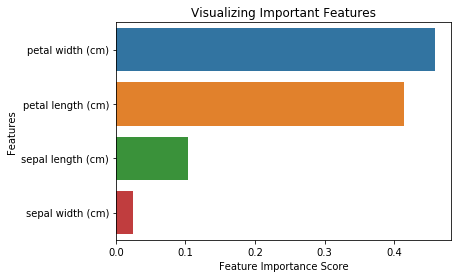 Visualizing Important Features
petal width (cm)
petal length (cm)
sepal length (cm)
sepal width (cm)
Features
0.0 0.1 0.2 0.3 0.4
Feature Importance Score